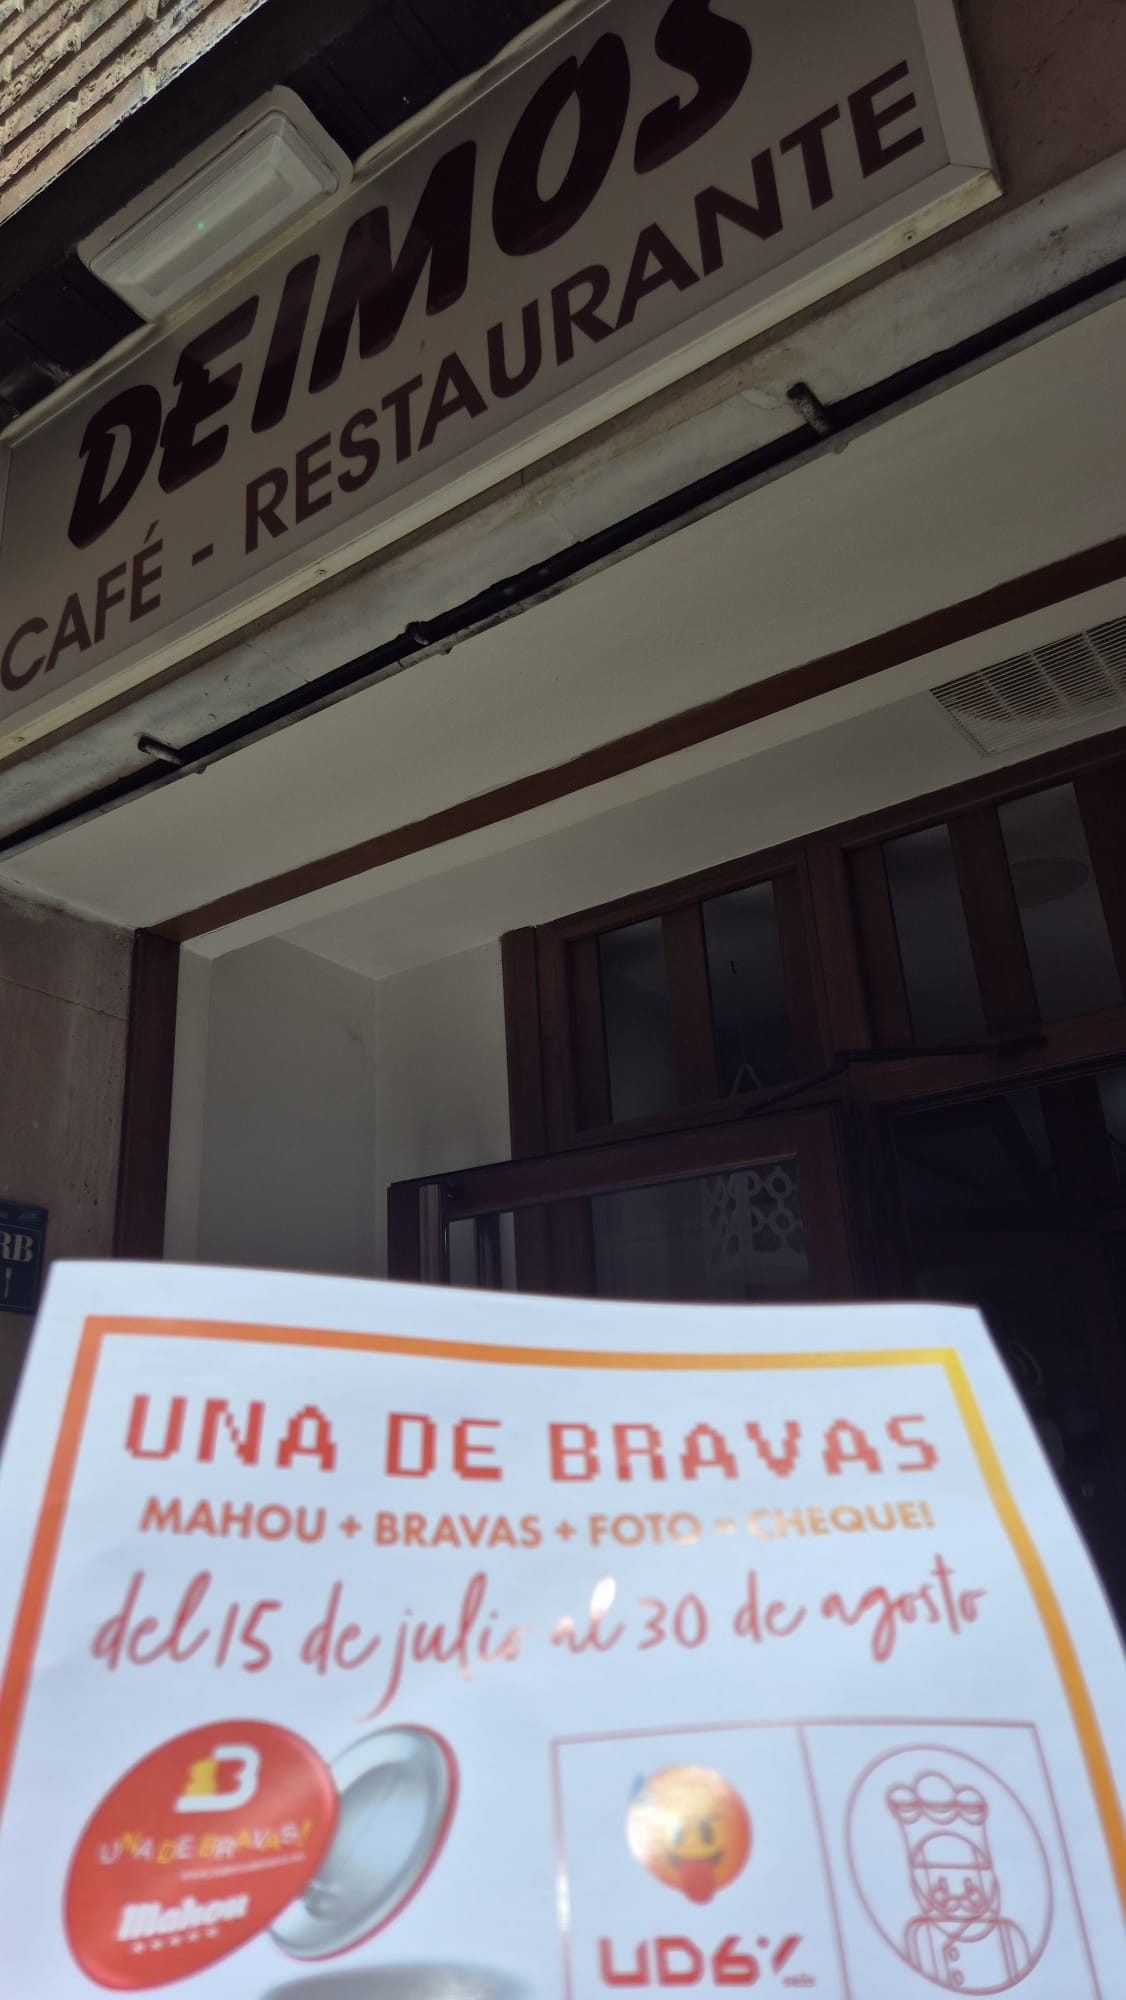 DEIMOS
CAFÉ - RESTAURANTE
RB
UNA DE BRAVAS
MAHOU + BRAVAS + FOTO = CHEQUE!
del 15 de julio al 30 de agosto
B
UNA DE BRAVAS!
Mahou
UD6%